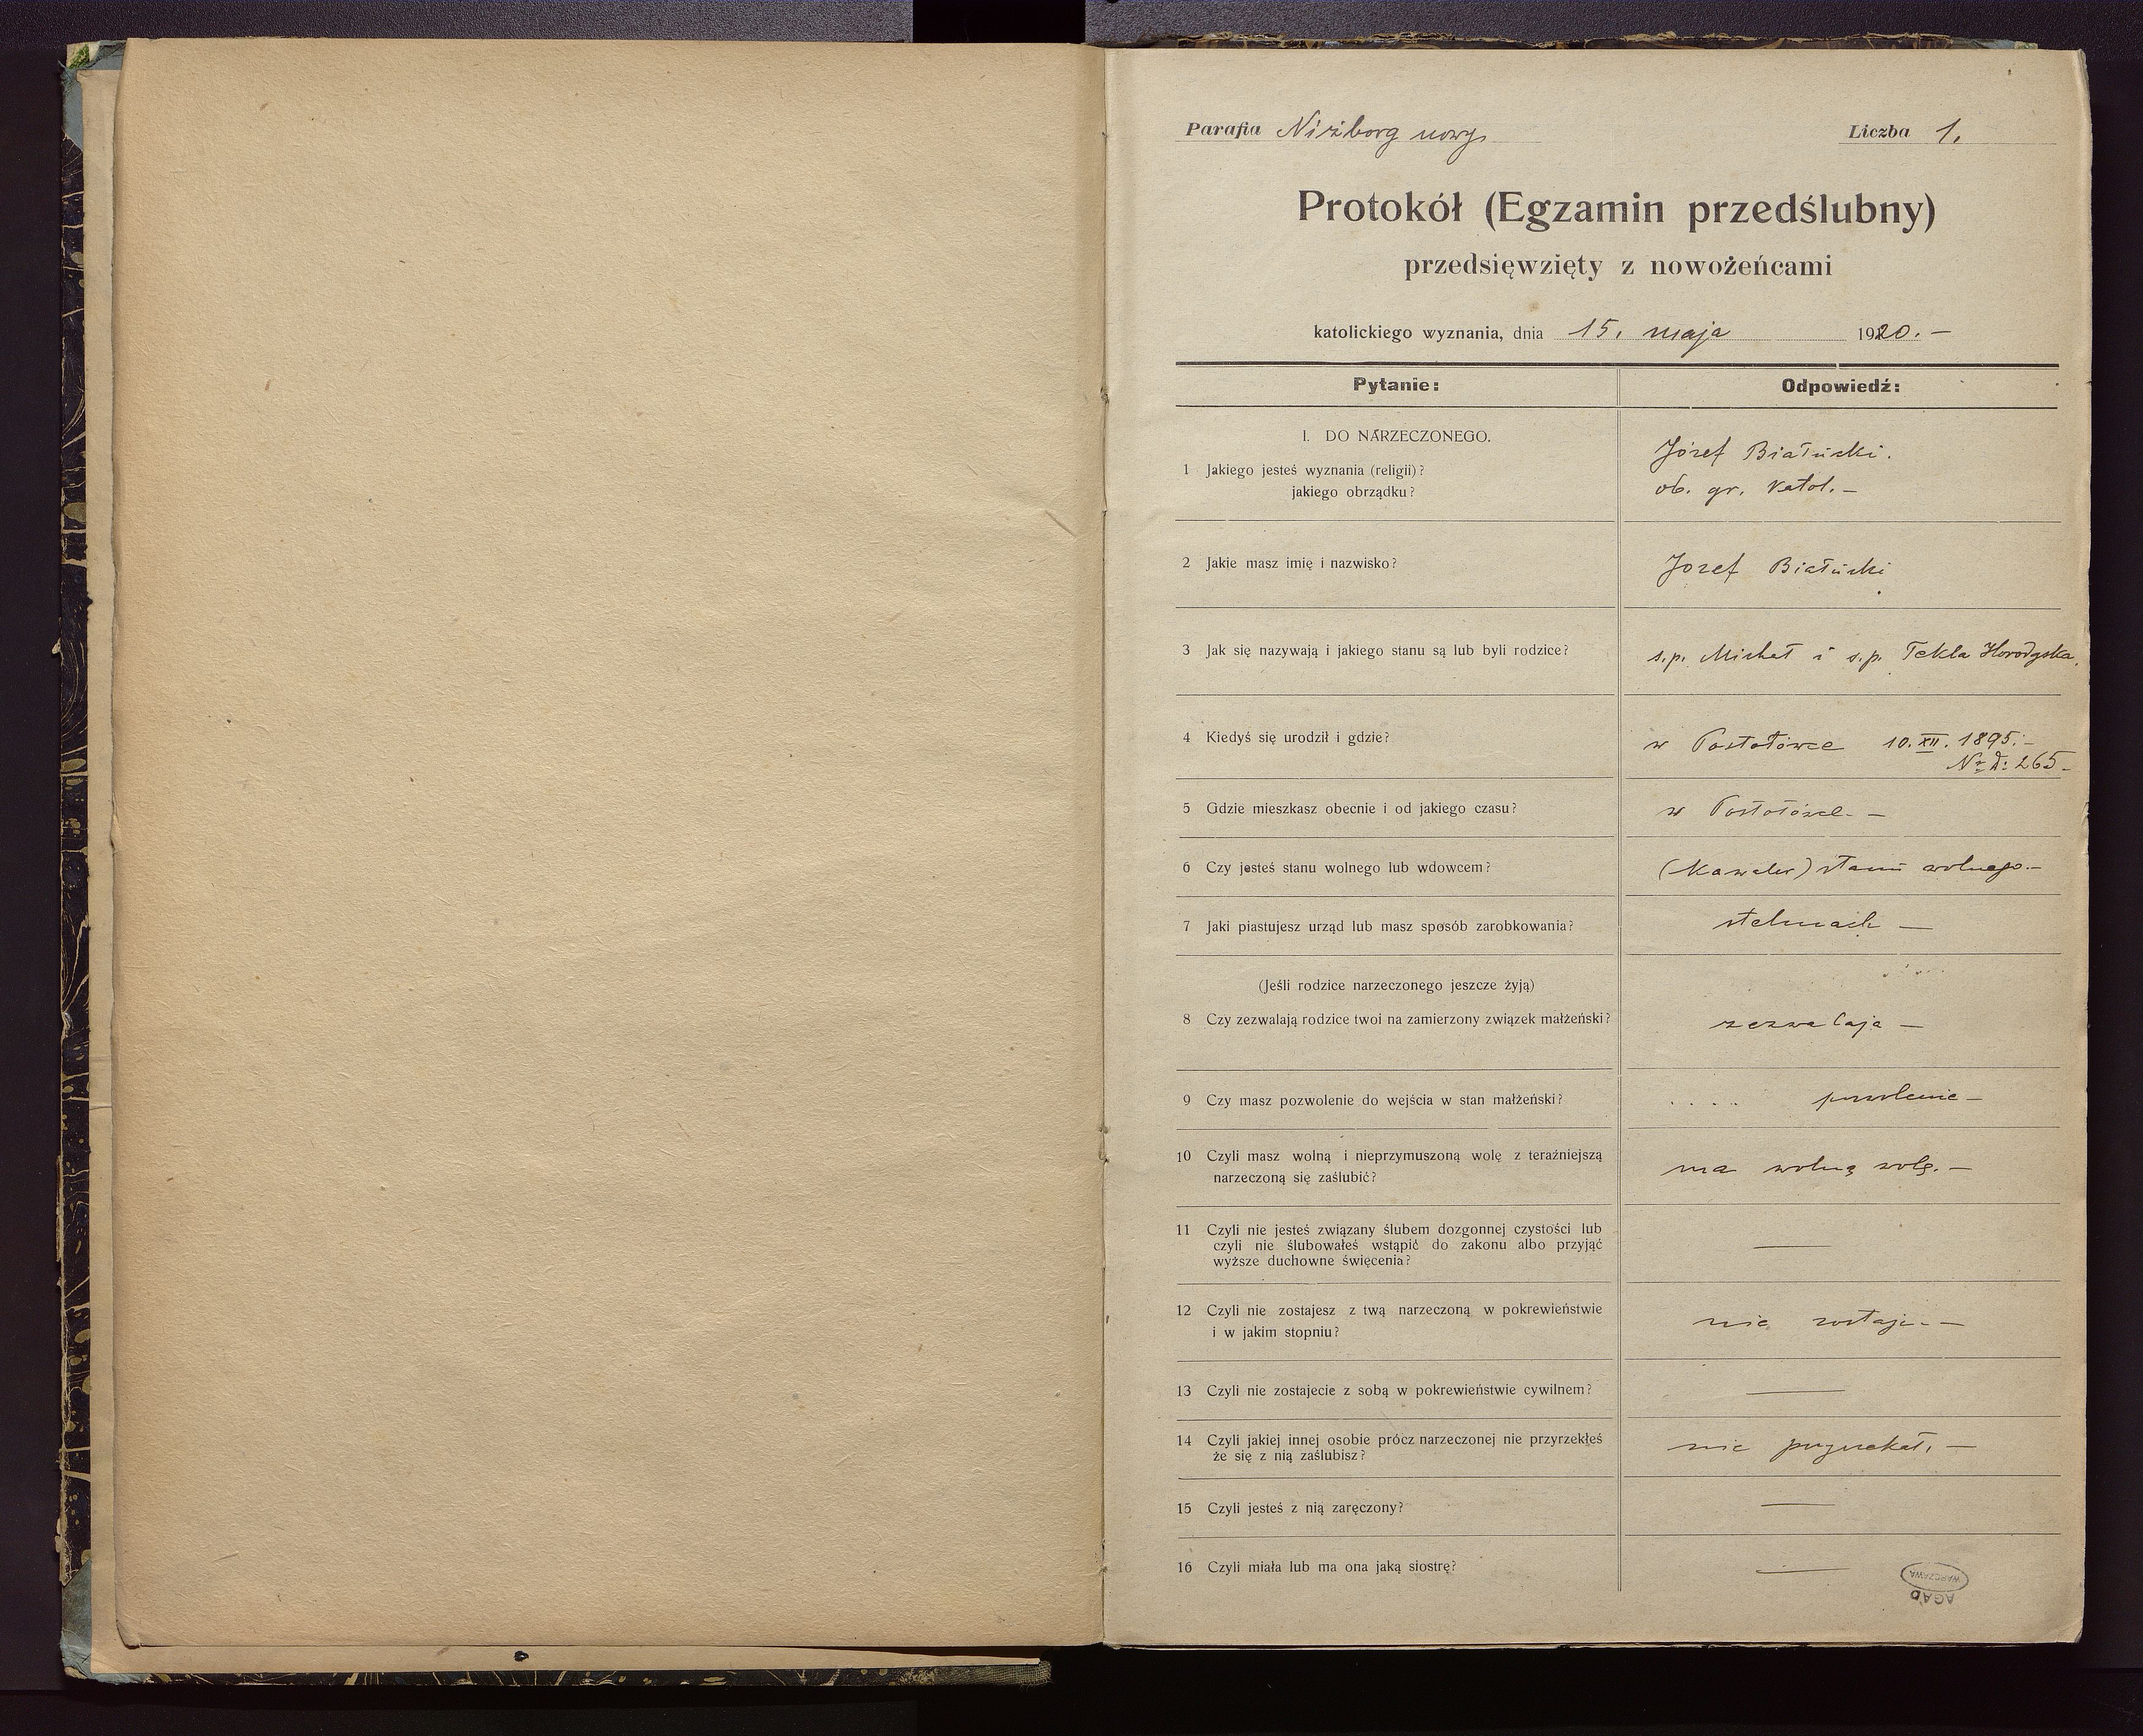 Parafia Niżborg nowy Liczba 1.
Protokół (Egzamin przedślubny)
przedsięwzięty z nowożeńcami
katolickiego wyznania, dnia 15. maja 1920. —
Pytanie: Odpowiedź:
I. DO NARZECZONEGO.
Józef
1 Jakiego jesteś wyznania (religii)?
jakiego obrządku? ob. gr. katol. —
2 Jakie masz imię i nazwisko? Józef
3 Jak się nazywają i jakiego stanu są lub byli rodzice? ś.p. Michał i ś.p. Tekla Horodyska.
4 Kiedyś się urodził i gdzie? w Postołówce 10. XII. 1895. —
Nr. d: 265 —
5 Gdzie mieszkasz obecnie i od jakiego czasu? w Postołówce. —
6 Czy jesteś stanu wolnego lub wdowcem? (Kawaler) stanu wolnego. —
7 Jaki piastujesz urząd lub masz sposób zarobkowania? stelmach —
(Jeśli rodzice narzeczonego jeszcze żyją)
8 Czy zezwalają rodzice twoi na zamierzony związek małżeński? zezwalają —
9 Czy masz pozwolenie do wejścia w stan małżeński? . . . . pozwolenie —
10 Czyli masz wolną i nieprzymuszoną wolę z teraźniejszą
narzeczoną się zaślubić? ma wolną wolę. —
11 Czyli nie jesteś związany ślubem dozgonnej czystości lub
czyli nie ślubowałeś wstąpić do zakonu albo przyjąć —
wyższe duchowne święcenia?
12 Czyli nie zostajesz z twą narzeczoną w pokrewieństwie
i w jakim stopniu? nie zostaje. —
13 Czyli nie zostajecie z sobą w pokrewieństwie cywilnem? —
14 Czyli jakiej innej osobie prócz narzeczonej nie przyrzekłeś
że się z nią zaślubisz? nie przyrzekał. —
15 Czyli jesteś z nią zaręczony? —
16 Czyli miała lub ma ona jaką siostrę? —
AGAD
WARSZAWA